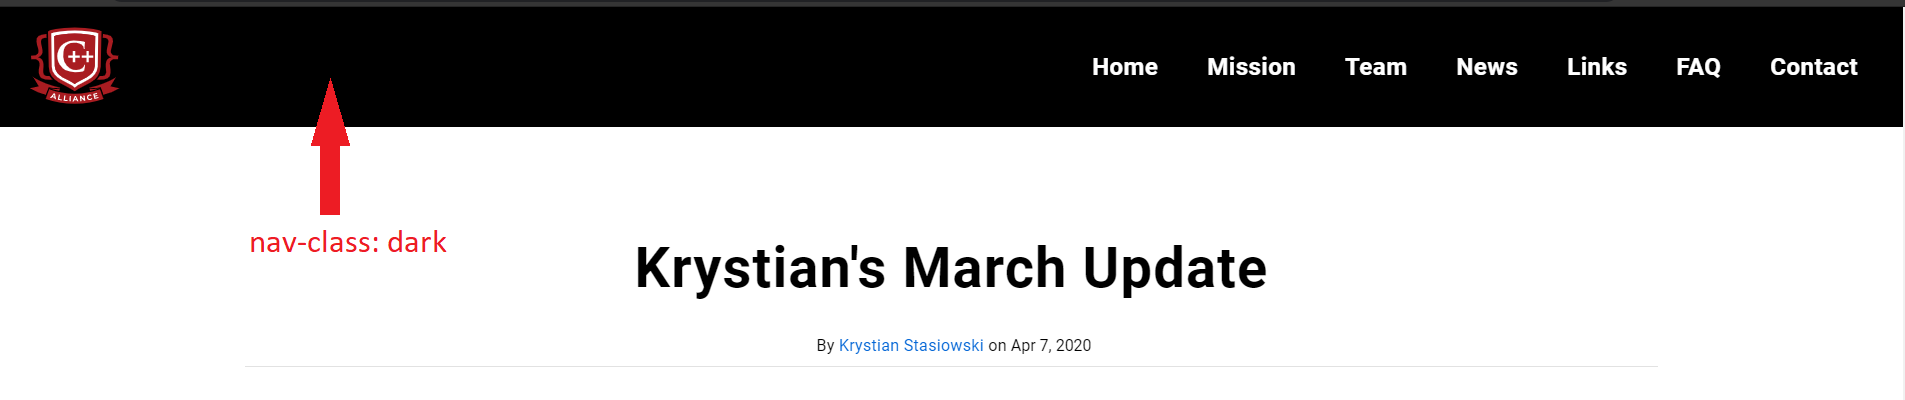 C++
ALLIANCE
Home Mission Team News Links FAQ Contact
nav-class: dark
Krystian's March Update
By Krystian Stasiowski on Apr 7, 2020